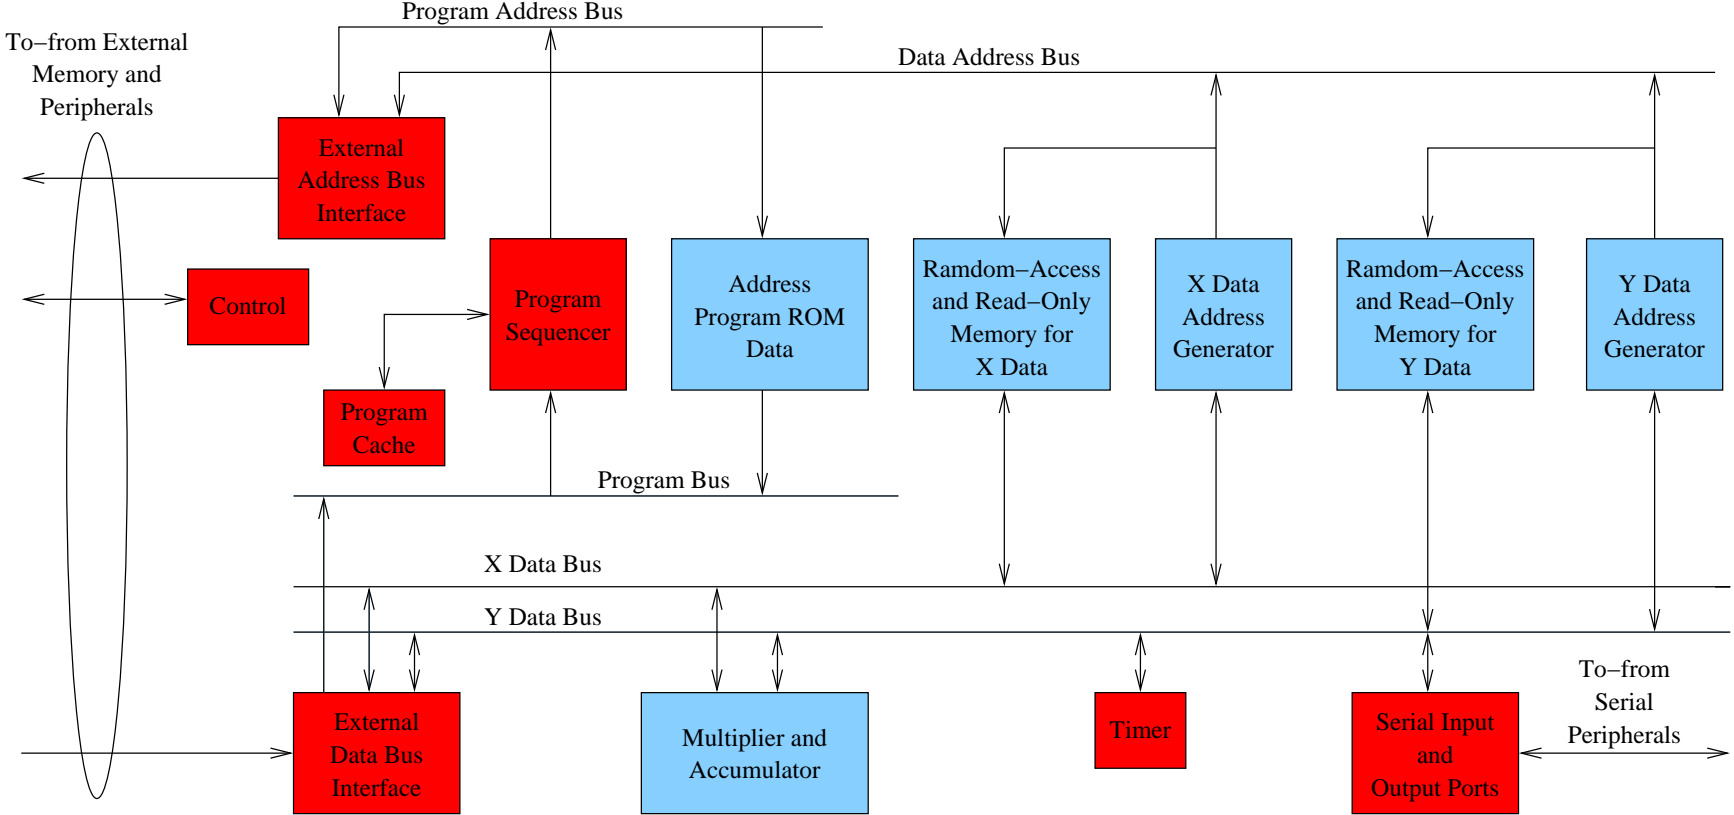 Program Address Bus
To−from External
Memory and
Peripherals
Data Address Bus
External
Address Bus
Interface
Control
Program
Sequencer
Address
Program ROM
Data
Ramdom−Access
and Read−Only
Memory for
X Data
X Data
Address
Generator
Ramdom−Access
and Read−Only
Memory for
Y Data
Y Data
Address
Generator
Program
Cache
Program Bus
X Data Bus
Y Data Bus
External
Data Bus
Interface
Multiplier and
Accumulator
Timer
Serial Input
and
Output Ports
To−from
Serial
Peripherals